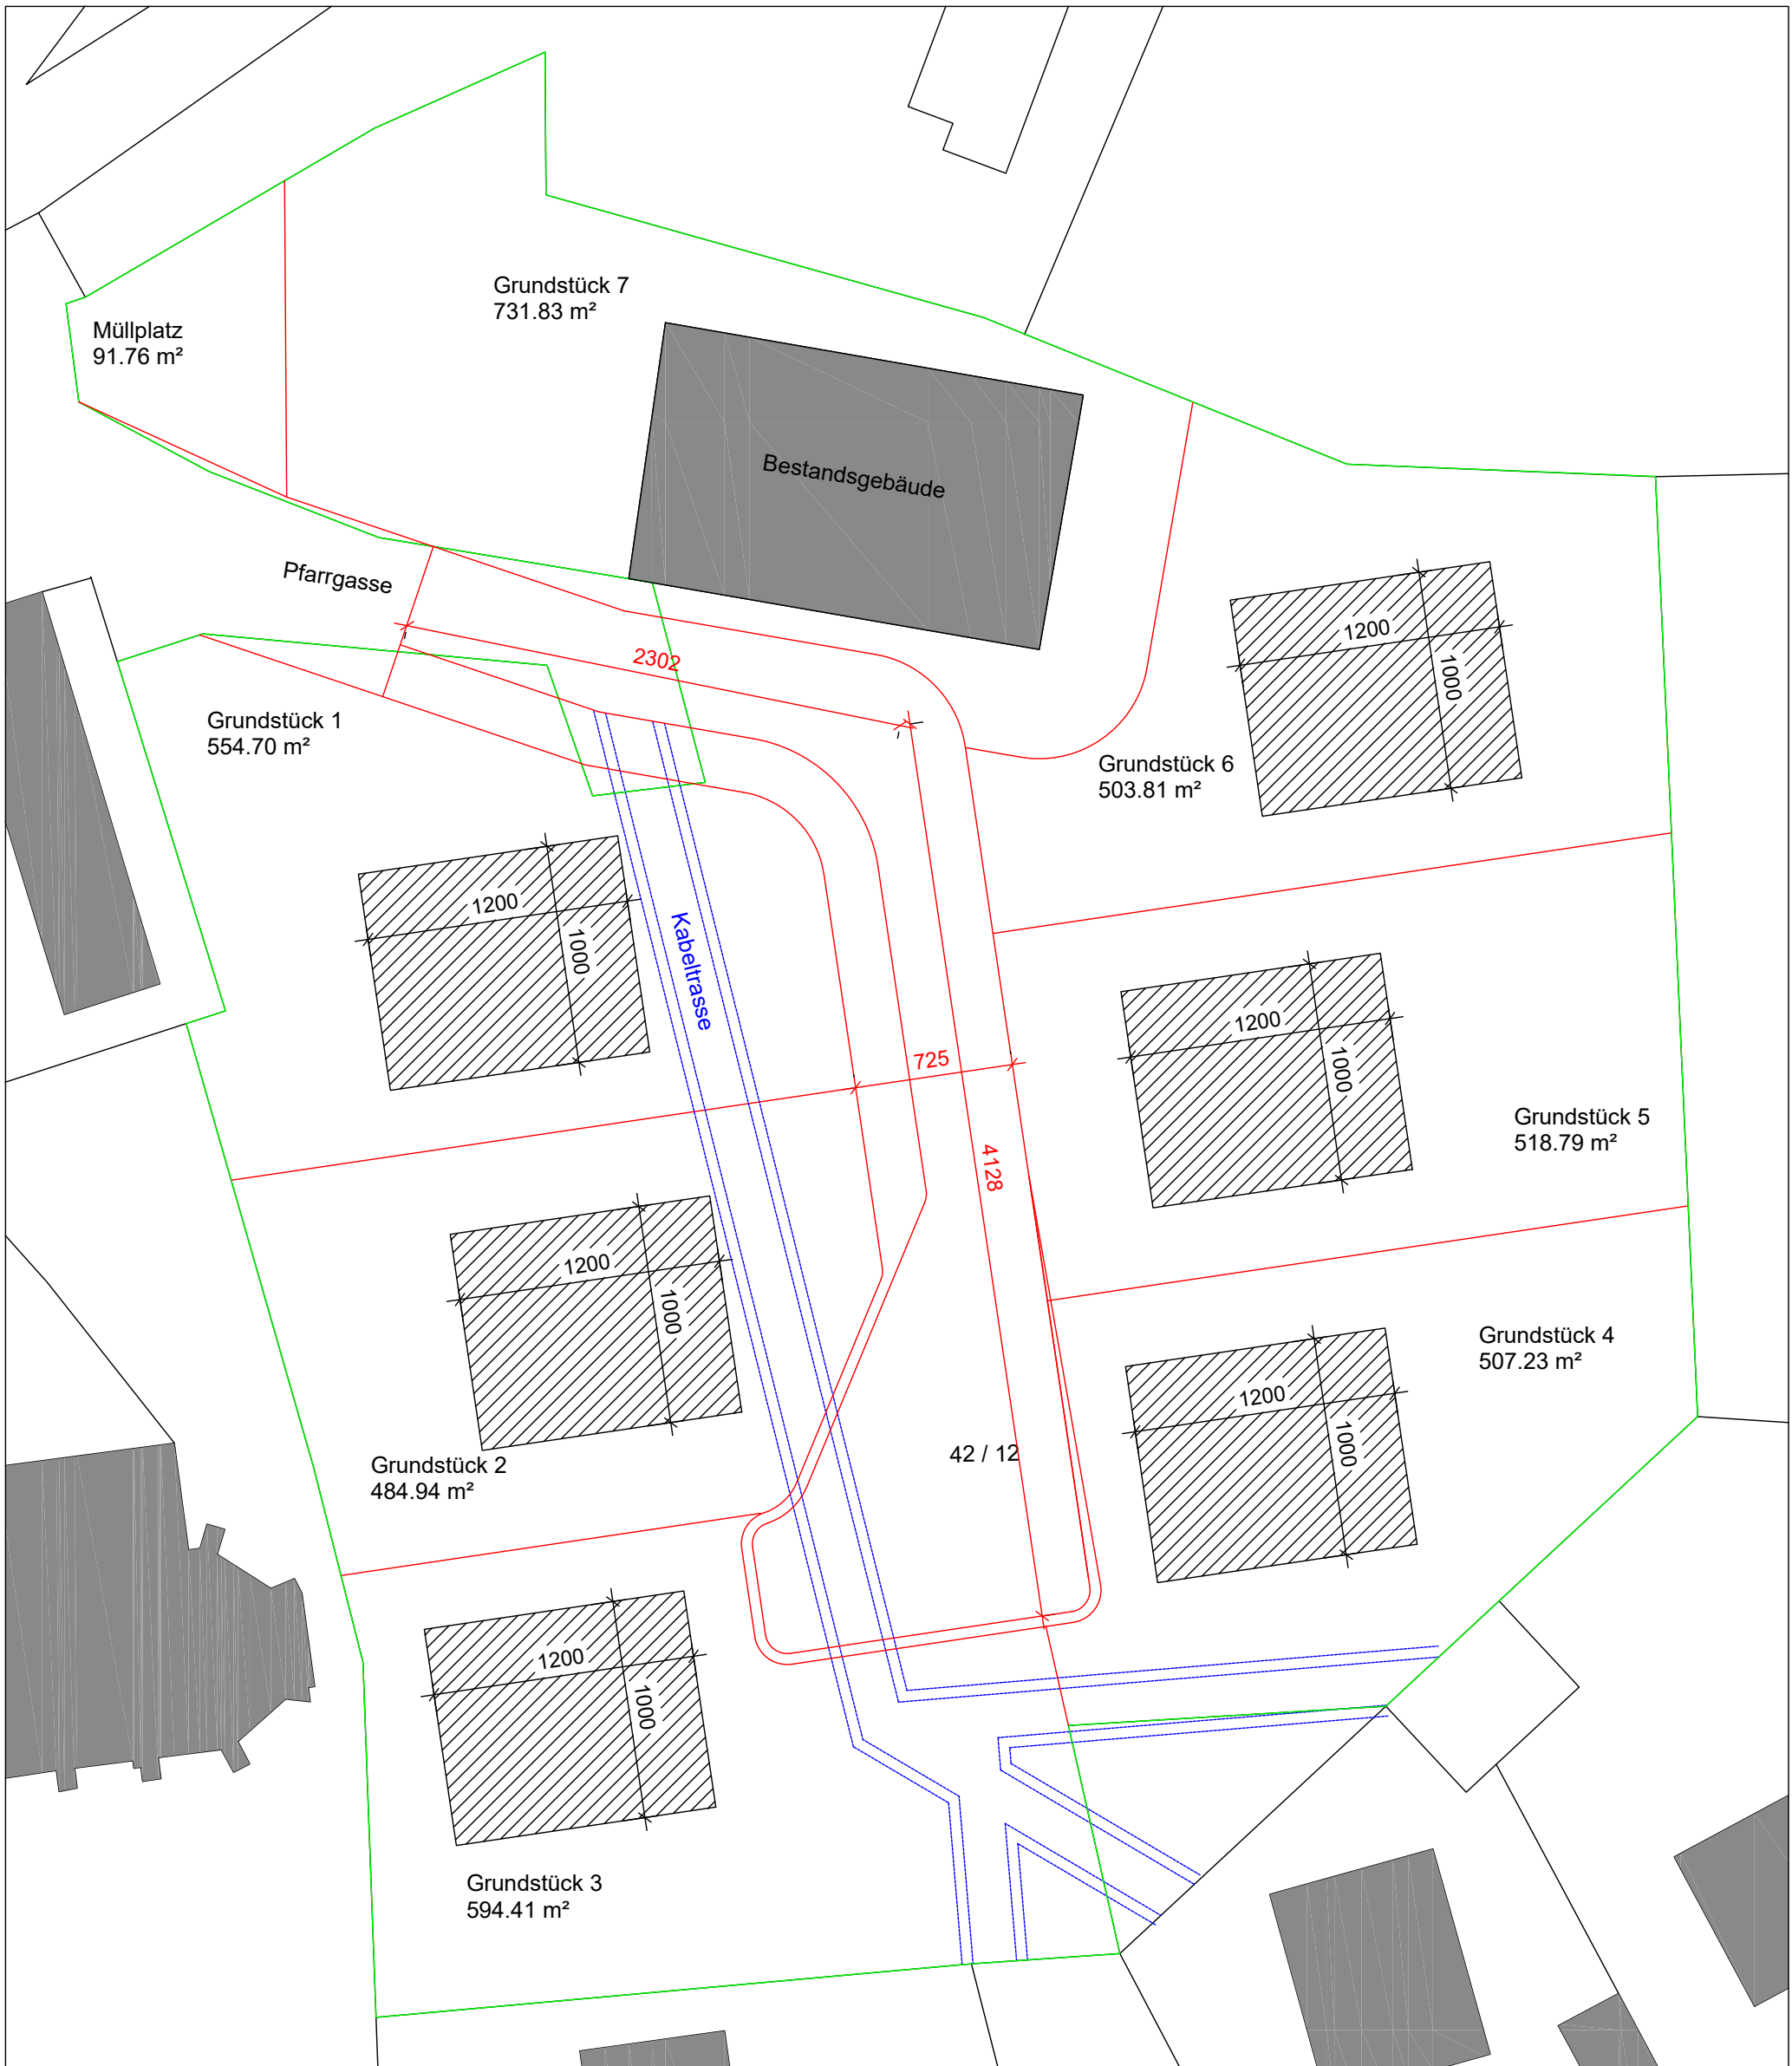 Grundstück 7
731.83 m²
Müllplatz
91.76 m²
Bestandsgebäude
Pfarrgasse
2302
1200
1000
Grundstück 1
554.70 m²
Grundstück 6
503.81 m²
1200
1000
Kabeltrasse
1200
1000
725
Grundstück 5
518.79 m²
4128
1200
1000
Grundstück 4
507.23 m²
1200
1000
42 / 12
Grundstück 2
484.94 m²
1200
1000
Grundstück 3
594.41 m²